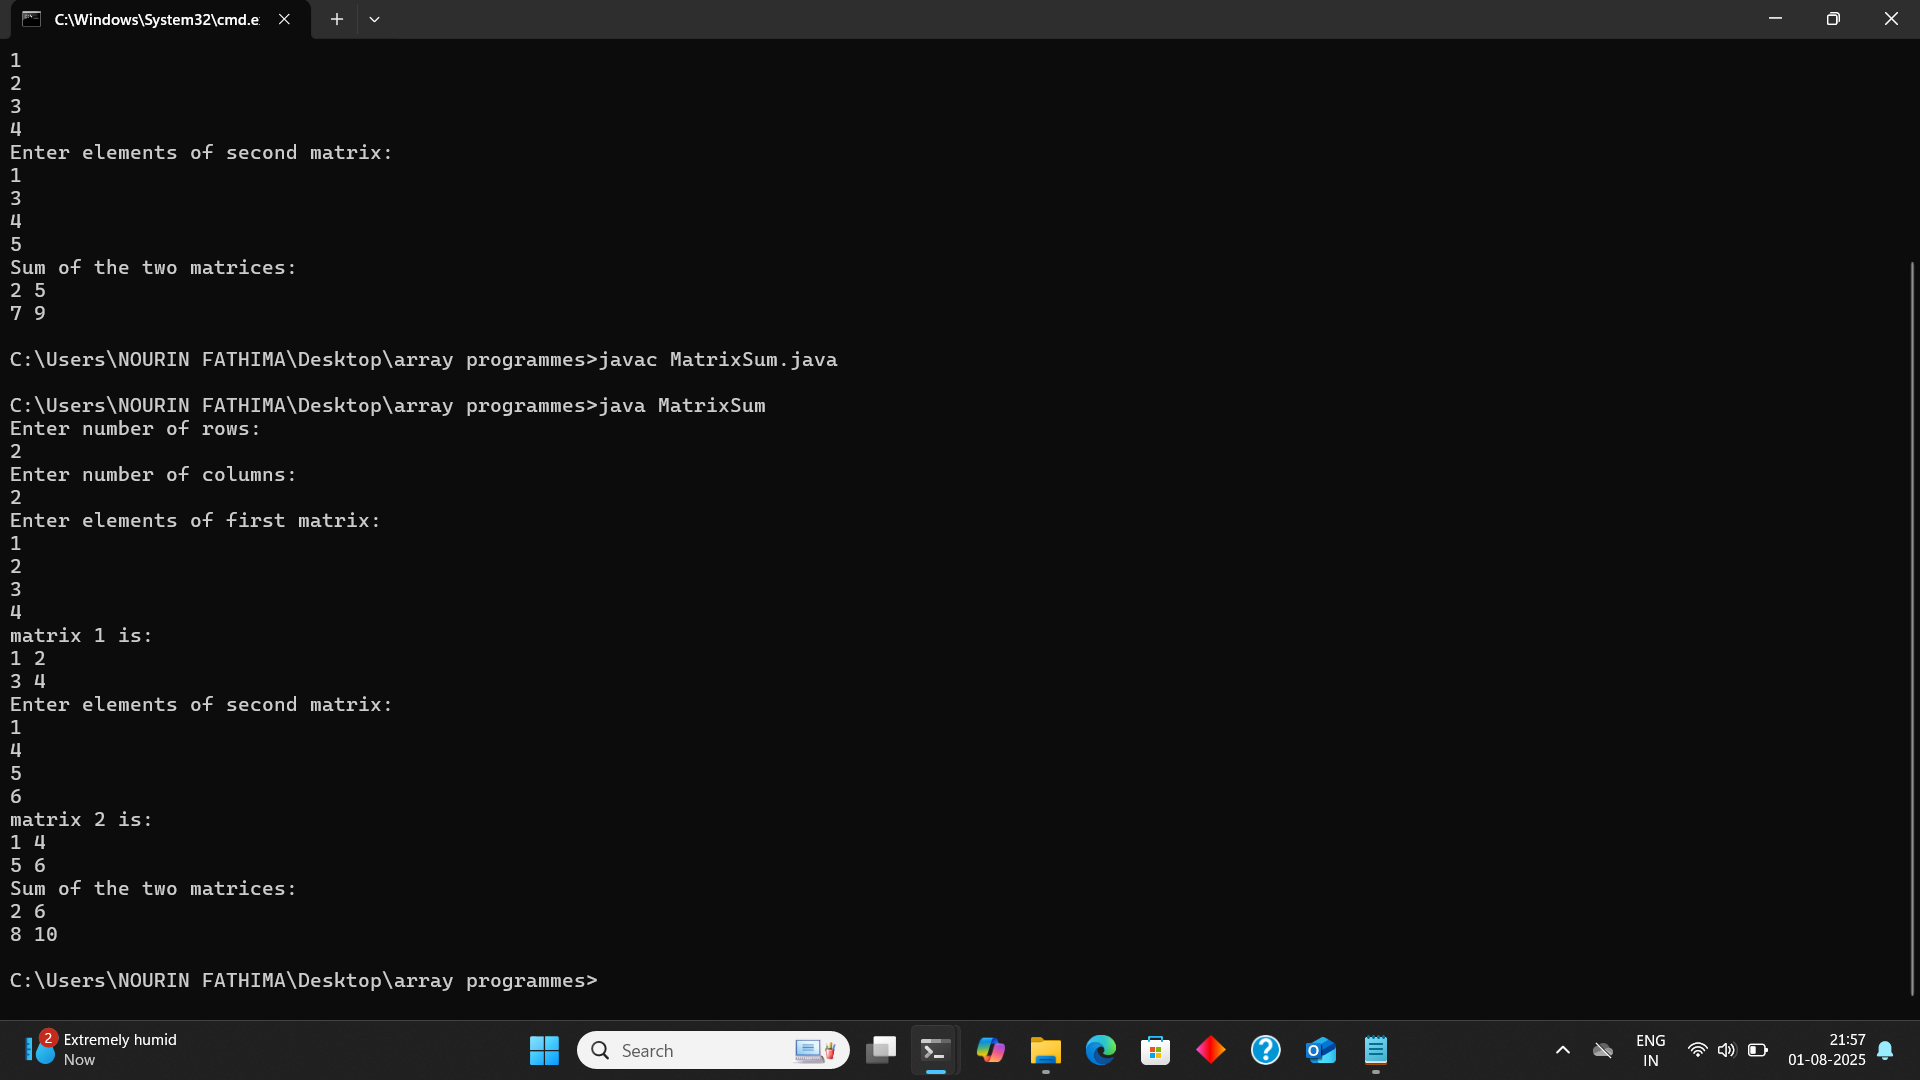 C:\Windows\System32\cmd.e
1
2
3
4
Enter elements of second matrix:
1
3
4
5
Sum of the two matrices:
2 5
7 9
C:\Users\NOURIN FATHIMA\Desktop\array programmes>javac MatrixSum.java
C:\Users\NOURIN FATHIMA\Desktop\array programmes>java MatrixSum
Enter number of rows:
2
Enter number of columns:
2
Enter elements of first matrix:
1
2
3
4
matrix 1 is:
1 2
3 4
Enter elements of second matrix:
1
4
5
6
matrix 2 is:
1 4
5 6
Sum of the two matrices:
2 6
8 10
C:\Users\NOURIN FATHIMA\Desktop\array programmes>
2
Extremely humid
Now
Search
ENG
IN
21:57
01-08-2025